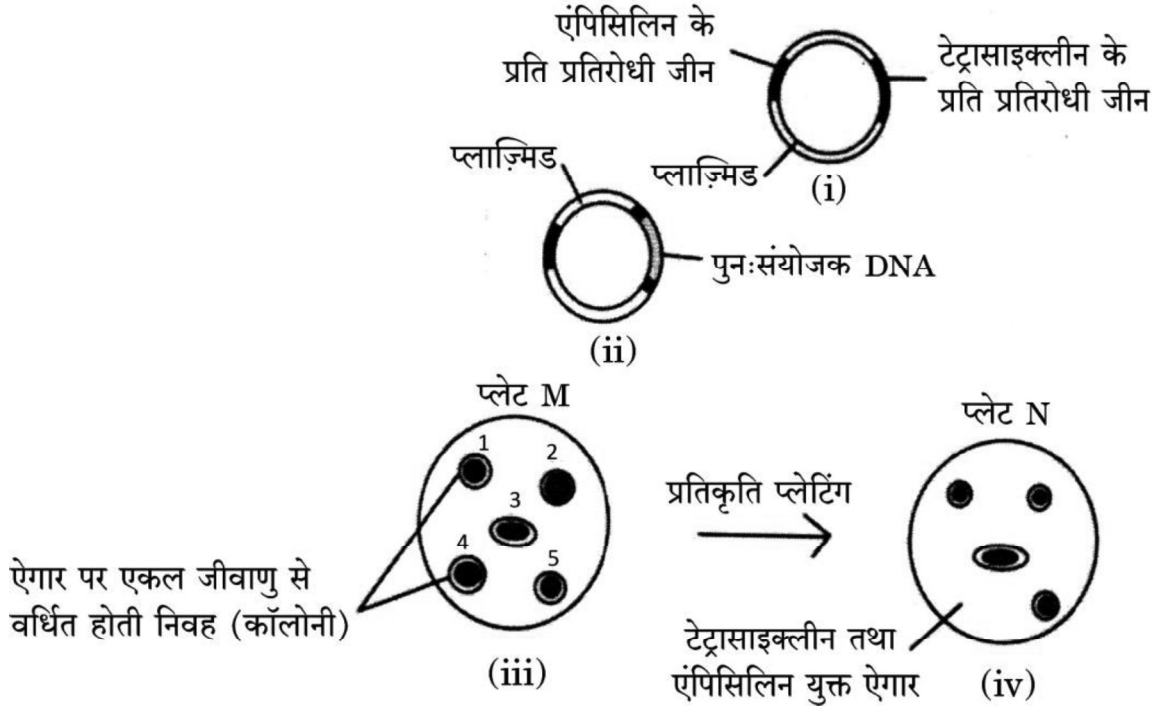 एंपिसिलिन के
प्रति प्रतिरोधी जीन
टेट्रासाइक्लीन के
प्रति प्रतिरोधी जीन
प्लाज़्मिड
(i)
प्लाज़्मिड
पुनःसंयोजक DNA
(ii)
प्लेट M
1
2
3
4
5
ऐगार पर एकल जीवाणु से
वर्धित होती निवह (कॉलोनी)
(iii)
प्रतिकृति प्लेटिंग
प्लेट N
टेट्रासाइक्लीन तथा
एंपिसिलिन युक्त ऐगार
(iv)